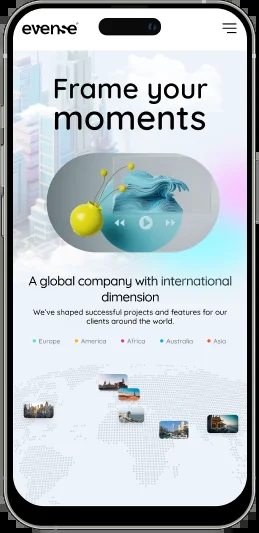 evense
Frame your
moments
A global company with international
dimension
We've shaped successful projects and features for our
clients around the world.
Europe America Africa Australia Asia